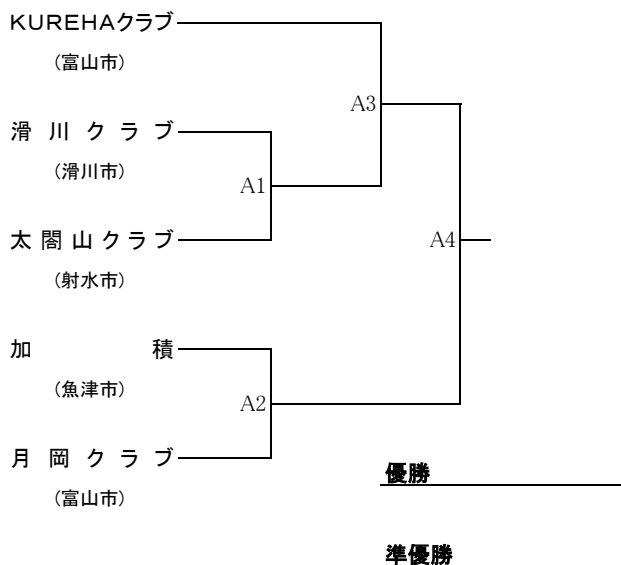 KUREHAクラブ
(富山市)
A3
滑川クラブ
(滑川市)
A1
太閤山クラブ
A4
(射水市)
加積
(魚津市)
A2
月岡クラブ
優勝
(富山市)
準優勝